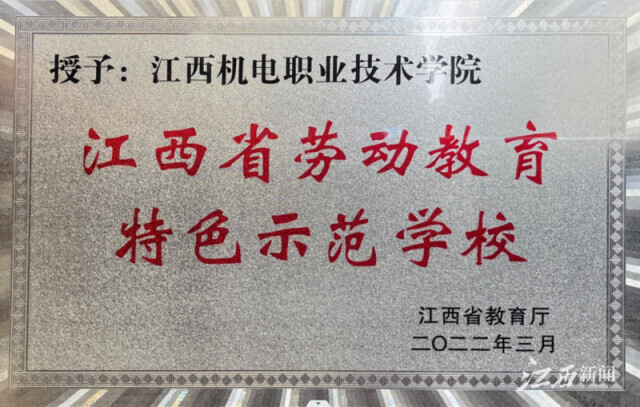 授予：江西机电职业技术学院
江西省劳动教育
特色示范学校
江西省教育厅
二〇二二年三月
江西新闻